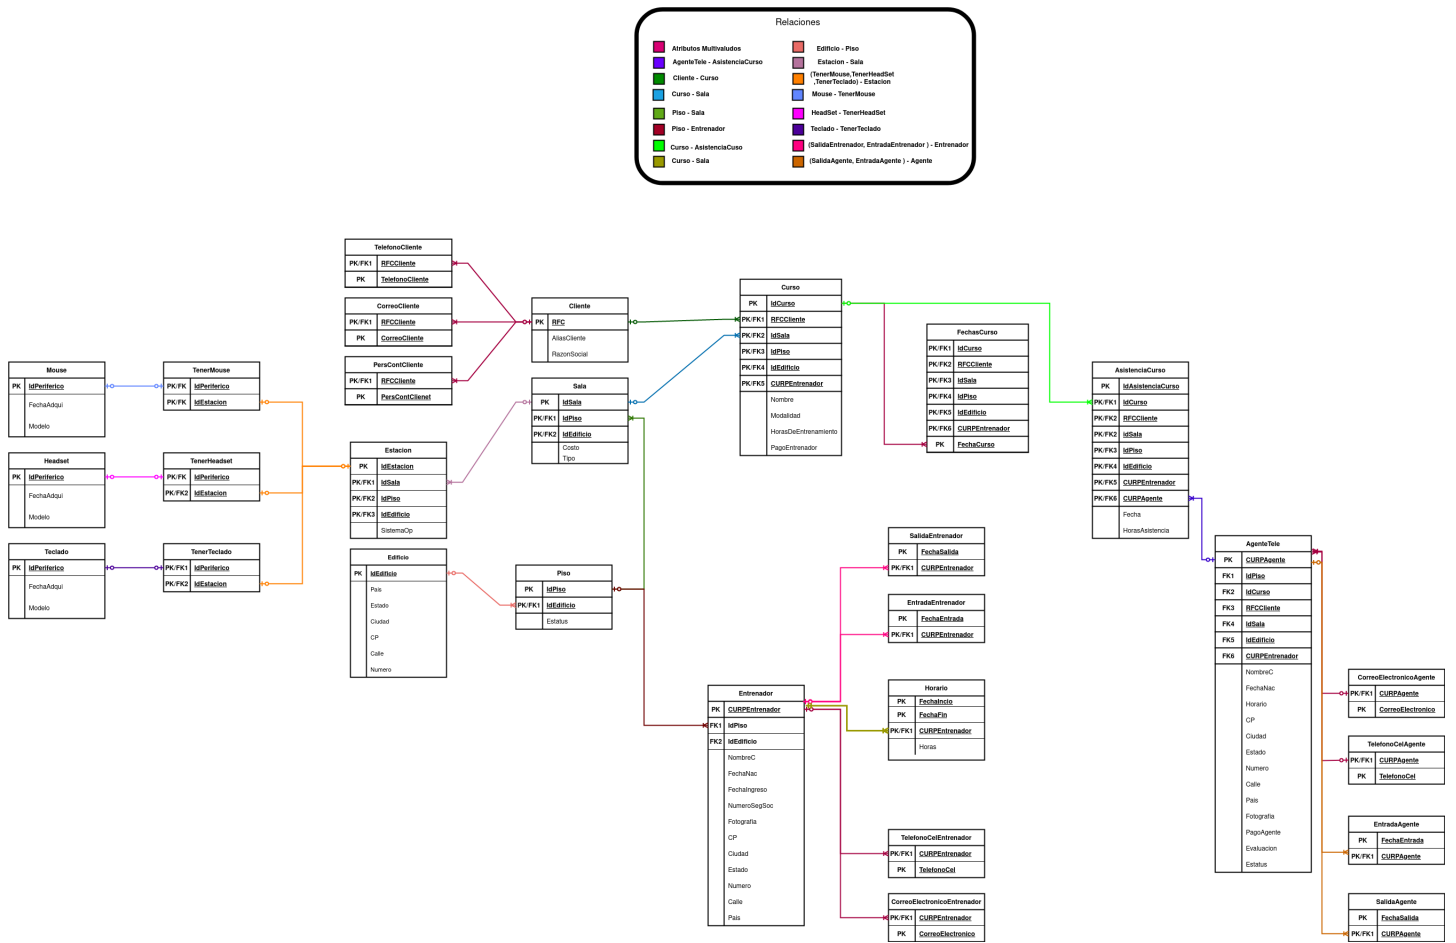 Relaciones
Atributos Multivaludos
AgenteTele - AsistenciaCurso
Cliente - Curso
Curso - Sala
Piso - Sala
Piso - Entrenador
Curso - AsistenciaCuso
Curso - Sala
Edificio - Piso
Estacion - Sala
(TenerMouse,TenerHeadSet
,TenerTeclado) - Estacion
Mouse - TenerMouse
HeadSet - TenerHeadSet
Teclado - TenerTeclado
(SalidaEntrenador, EntradaEntrenador ) - Entrenador
(SalidaAgente, EntradaAgente ) - Agente
TelefonoCliente
PK/FK1 RFCCliente
PK TelefonoCliente
CorreoCliente
PK/FK1 RFCCliente
PK CorreoCliente
PersContCliente
PK/FK1 RFCCliente
PK PersContClienet
Cliente
PK RFC
AliasCliente
RazonSocial
Sala
PK IdSala
PK/FK1 IdPiso
PK/FK2 IdEdificio
Costo
Tipo
Curso
PK IdCurso
PK/FK1 RFCCliente
PK/FK2 IdSala
PK/FK3 IdPiso
PK/FK4 IdEdificio
PK/FK5 CURPEntrenador
Nombre
Modalidad
HorasDeEntrenamiento
PagoEntrenador
FechasCurso
PK/FK1 IdCurso
PK/FK2 RFCCliente
PK/FK3 IdSala
PK/FK4 IdPiso
PK/FK5 IdEdificio
PK/FK6 CURPEntrenador
PK FechaCurso
AsistenciaCurso
PK IdAsistenciaCurso
PK/FK1 IdCurso
PK/FK2 RFCCliente
PK/FK2 idSala
PK/FK3 IdPiso
PK/FK4 IdEdificio
PK/FK5 CURPEntrenador
PK/FK6 CURPAgente
Fecha
HorasAsistencia
Mouse
PK IdPeriferico
FechaAdqui
Modelo
TenerMouse
PK/FK IdPeriferico
PK/FK IdEstacion
Headset
PK IdPeriferico
FechaAdqui
Modelo
TenerHeadset
PK/FK IdPeriferico
PK/FK2 IdEstacion
Teclado
PK IdPeriferico
FechaAdqui
Modelo
TenerTeclado
PK/FK1 IdPeriferico
PK/FK2 IdEstacion
Estacion
PK IdEstacion
PK/FK1 IdSala
PK/FK2 IdPiso
PK/FK3 IdEdificio
SistemaOp
Edificio
PK IdEdificio
Pais
Estado
Ciudad
CP
Calle
Numero
Piso
PK IdPiso
PK/FK1 IdEdificio
Estatus
SalidaEntrenador
PK FechaSalida
PK/FK1 CURPEntrenador
EntradaEntrenador
PK FechaEntrada
PK/FK1 CURPEntrenador
Horario
PK FechaIncio
PK FechaFin
PK/FK1 CURPEntrenador
Horas
Entrenador
PK CURPEntrenador
FK1 IdPiso
FK2 IdEdificio
NombreC
FechaNac
FechaIngreso
NumeroSegSoc
Fotografia
CP
Ciudad
Estado
Numero
Calle
Pais
TelefonoCelEntrenador
PK/FK1 CURPEntrenador
PK TelefonoCel
CorreoElectronicoEntrenador
PK/FK1 CURPEntrenador
PK CorreoElectronico
AgenteTele
PK CURPAgente
FK1 IdPiso
FK2 IdCurso
FK3 RFCCliente
FK4 IdSala
FK5 IdEdificio
FK6 CURPEntrenador
NombreC
FechaNac
Horario
CP
Ciudad
Estado
Numero
Calle
Pais
Fotografia
PagoAgente
Evaluacion
Estatus
CorreoElectronicoAgente
PK/FK1 CURPAgente
PK CorreoElectronico
TelefonoCelAgente
PK/FK1 CURPAgente
PK TelefonoCel
EntradaAgente
PK FechaEntrada
PK/FK1 CURPAgente
SalidaAgente
PK FechaSalida
PK/FK1 CURPAgente